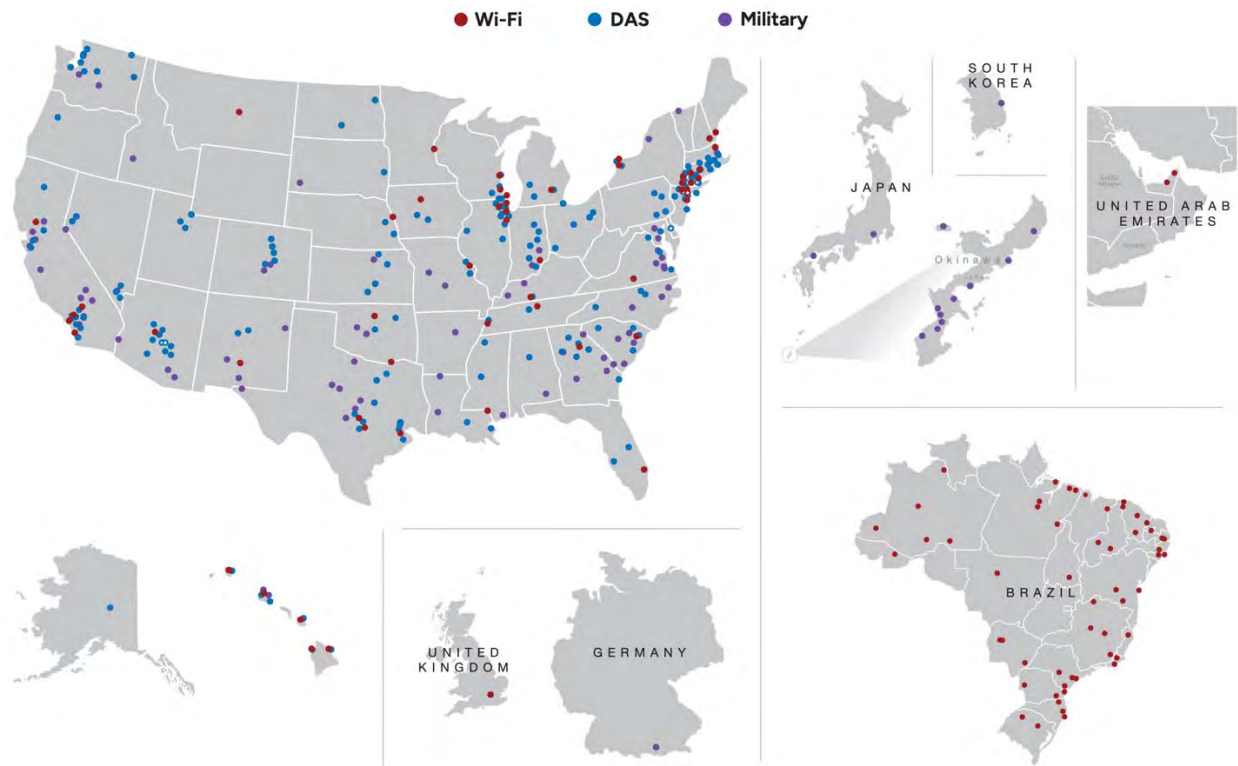 Wi-Fi
DAS
Military
SOUTH
KOREA
JAPAN
Okinawa
UNITED ARAB
EMIRATES
UNITED
KINGDOM
GERMANY
BRAZIL